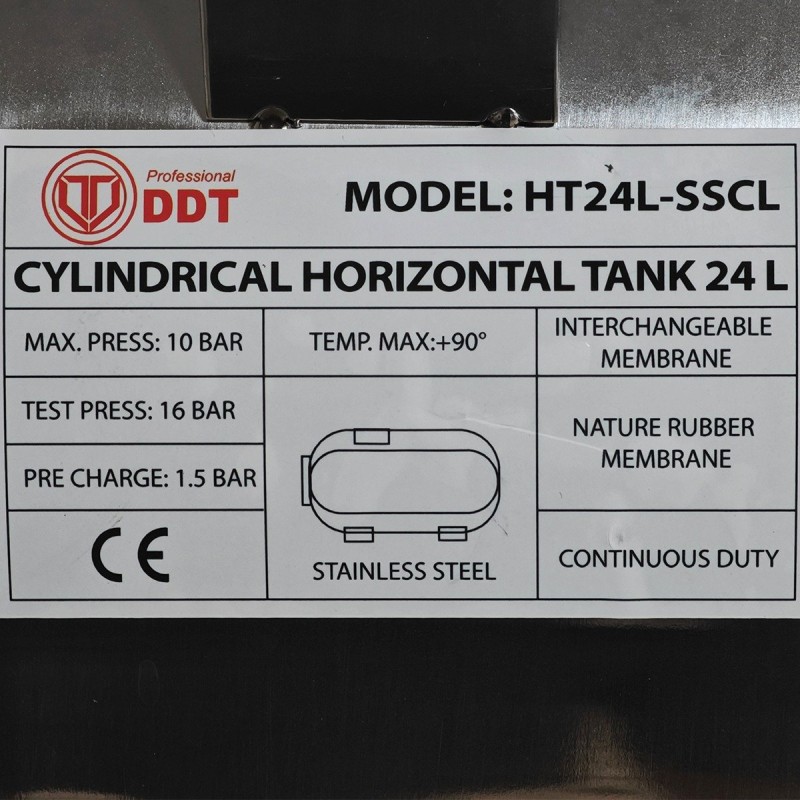 Professional
DDT
MODEL: HT24L-SSCL
CYLINDRICAL HORIZONTAL TANK 24 L
MAX. PRESS: 10 BAR
TEMP. MAX:+90°
INTERCHANGEABLE
MEMBRANE
TEST PRESS: 16 BAR
NATURE RUBBER
MEMBRANE
PRE CHARGE: 1.5 BAR
CE
STAINLESS STEEL
CONTINUOUS DUTY